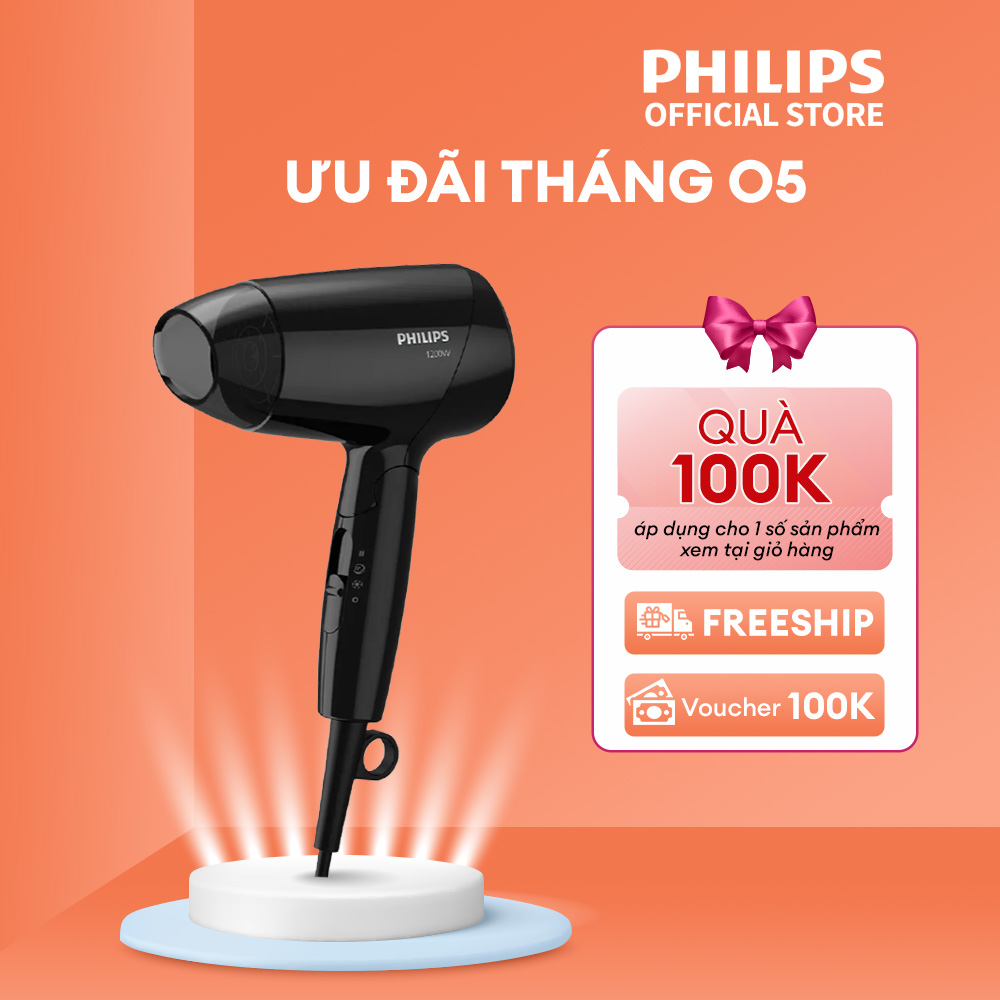 PHILIPS
OFFICIAL STORE
ƯU ĐÃI THÁNG 05
PHILIPS
1200W
QUÀ
100K
áp dụng cho 1 số sản phẩm
xem tại giỏ hàng
FREESHIP
Voucher 100K